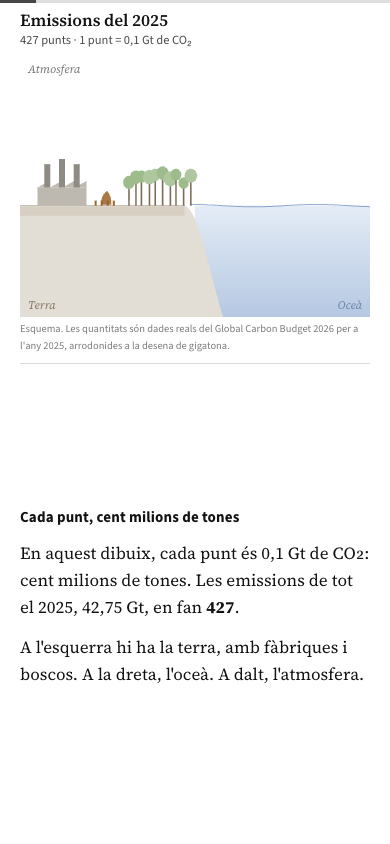 Emissions del 2025
427 punts · 1 punt = 0,1 Gt de CO₂
Atmosfera
Terra
Oceà
Esquema. Les quantitats són dades reals del Global Carbon Budget 2026 per a
l'any 2025, arrodonides a la desena de gigatona.
Cada punt, cent milions de tones
En aquest dibuix, cada punt és 0,1 Gt de CO₂:
cent milions de tones. Les emissions de tot
el 2025, 42,75 Gt, en fan 427.
A l'esquerra hi ha la terra, amb fàbriques i
boscos. A la dreta, l'oceà. A dalt, l'atmosfera.